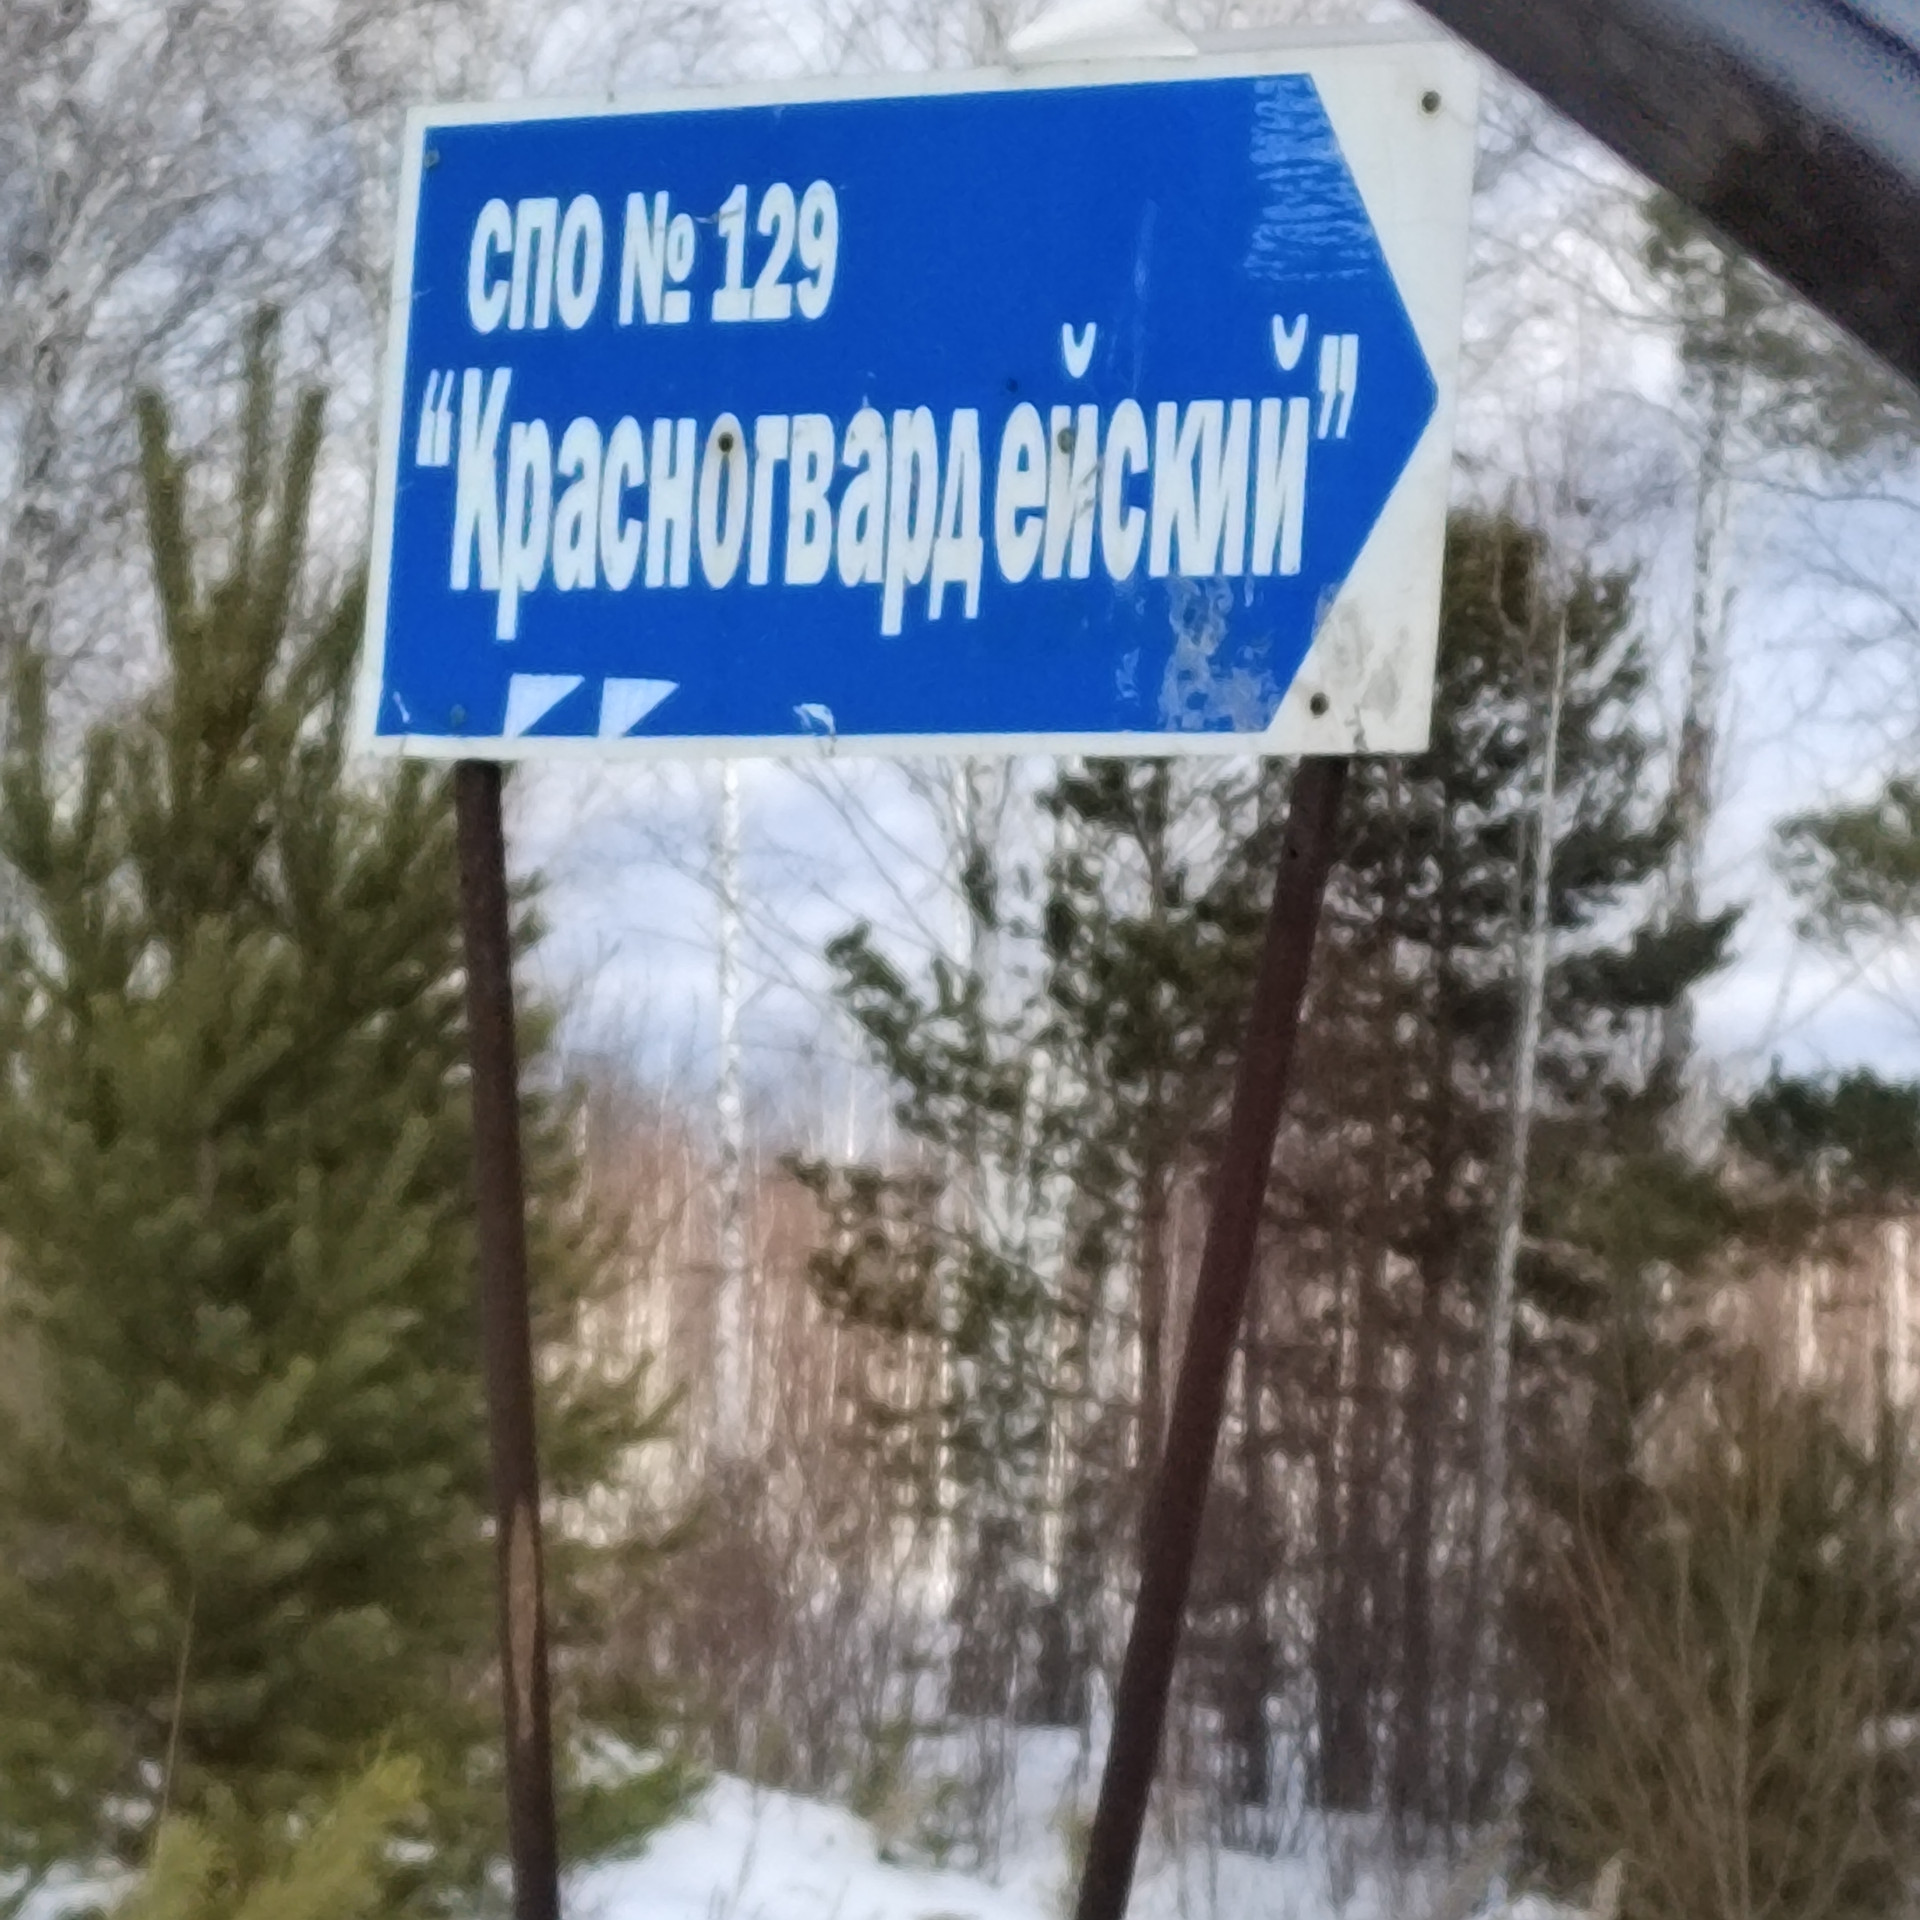 СПО № 129
“Красногвардейский”